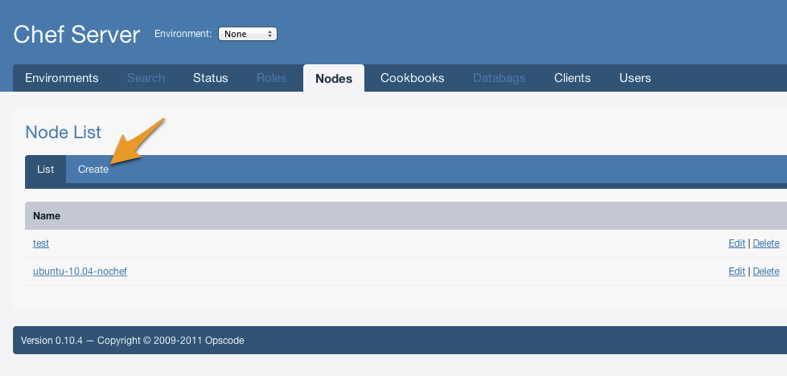 Chef Server Environment: None
Environments Search Status Roles Nodes Cookbooks Databags Clients Users
Node List
List Create
Name
test Edit | Delete
ubuntu-10.04-nochef Edit | Delete
Version 0.10.4 — Copyright © 2009-2011 Opscode